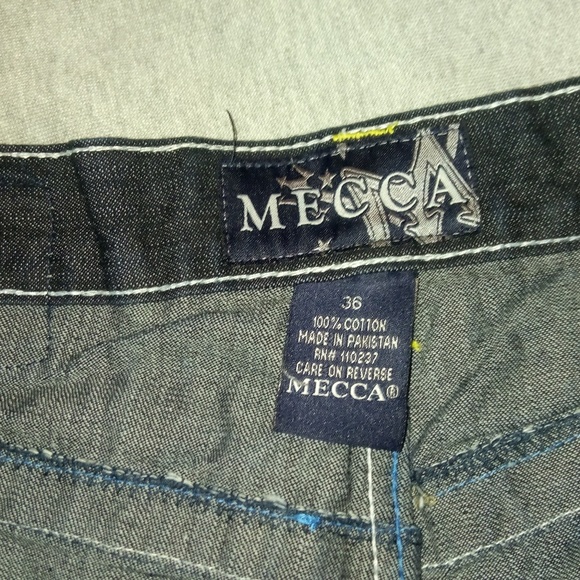 MECCA
36
100% COTTON
MADE IN PAKISTAN
RN# 110237
CARE ON REVERSE
MECCA®